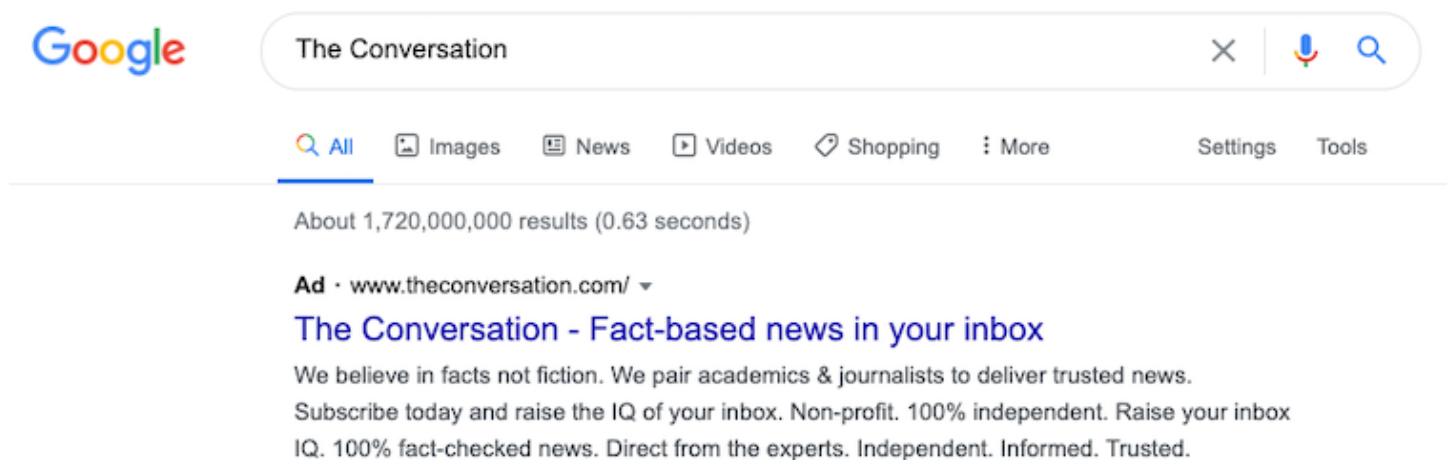 Google The Conversation
All Images News Videos Shopping More Settings Tools
About 1,720,000,000 results (0.63 seconds)
Ad · www.theconversation.com/
The Conversation - Fact-based news in your inbox
We believe in facts not fiction. We pair academics & journalists to deliver trusted news.
Subscribe today and raise the IQ of your inbox. Non-profit. 100% independent. Raise your inbox
IQ. 100% fact-checked news. Direct from the experts. Independent. Informed. Trusted.